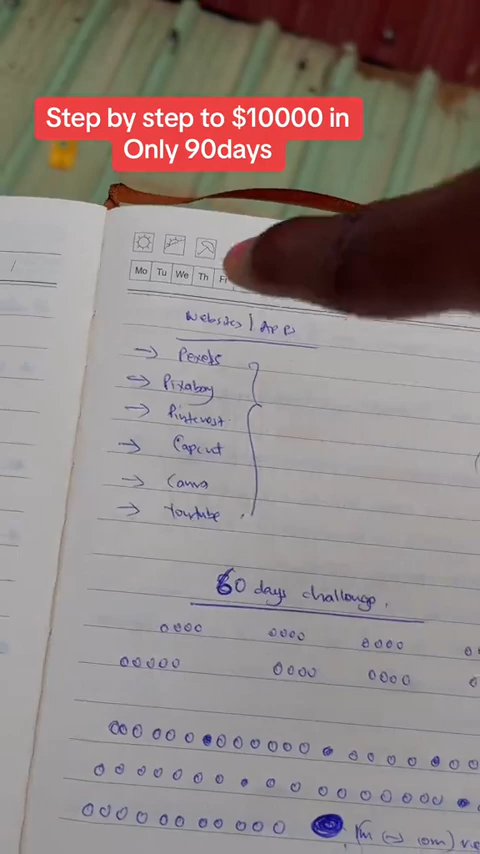 Step by step to $10000 in
Only 90days
Mo Tu We Th Fr
Websites | App
→ Pexels
→ Pixabay
→ Pinterest
→ Capcut
→ Canva
→ Youtube
60 days challenge